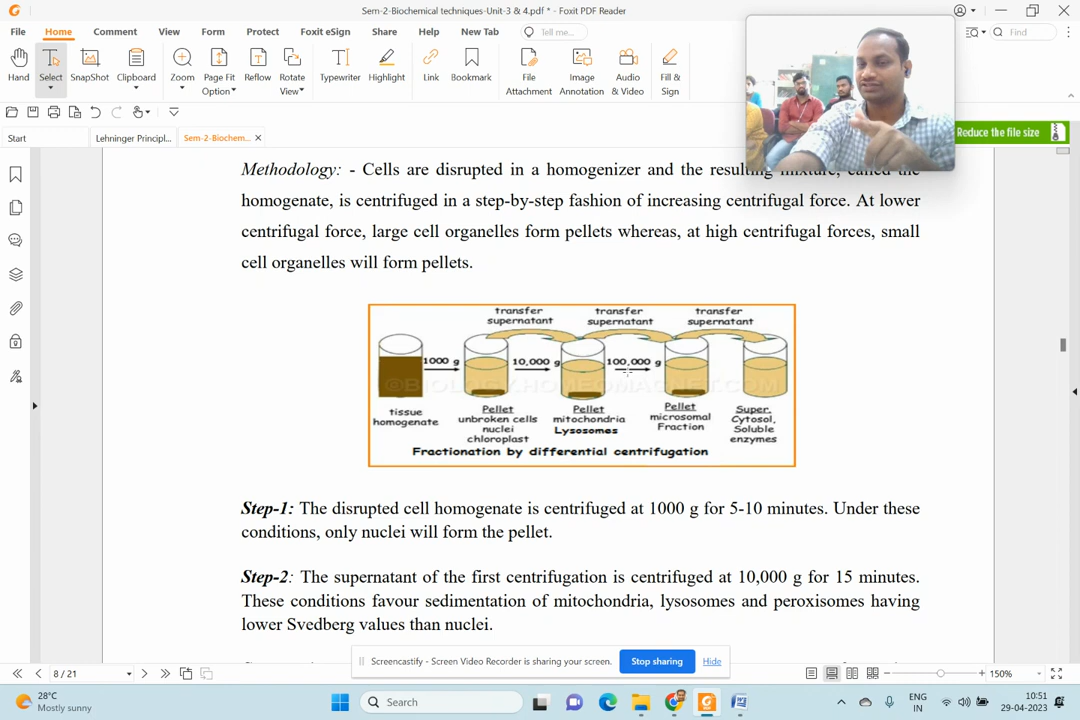 Sem-2-Biochemical techniques-Unit-3 & 4.pdf * - Foxit PDF Reader
File Home Comment View Form Protect Foxit eSign Share Help New Tab Tell me... Find
Hand Select SnapShot Clipboard Zoom Page Fit Option Reflow Rotate View Typewriter Highlight Link Bookmark File Attachment Image Annotation Audio & Video Fill & Sign
Start Lehninger Principl... Sem-2-Biochem... Reduce the file size
Methodology: - Cells are disrupted in a homogenizer and the resulting mixture, called the
homogenate, is centrifuged in a step-by-step fashion of increasing centrifugal force. At lower
centrifugal force, large cell organelles form pellets whereas, at high centrifugal forces, small
cell organelles will form pellets.
transfer supernatant
transfer supernatant
transfer supernatant
1000 g 10,000 g 100,000 g
©BIOLOGY.HOMEOMAGNET.COM
tissue homogenate
Pellet unbroken cells nuclei chloroplast
Pellet mitochondria Lysosomes
Pellet microsomal Fraction
Super. Cytosol, Soluble enzymes
Fractionation by differential centrifugation
Step-1: The disrupted cell homogenate is centrifuged at 1000 g for 5-10 minutes. Under these
conditions, only nuclei will form the pellet.
Step-2: The supernatant of the first centrifugation is centrifuged at 10,000 g for 15 minutes.
These conditions favour sedimentation of mitochondria, lysosomes and peroxisomes having
lower Svedberg values than nuclei.
Screencastify - Screen Video Recorder is sharing your screen. Stop sharing Hide
8 / 21 150%
28°C
Mostly sunny
Search
ENG
IN
10:51
29-04-2023